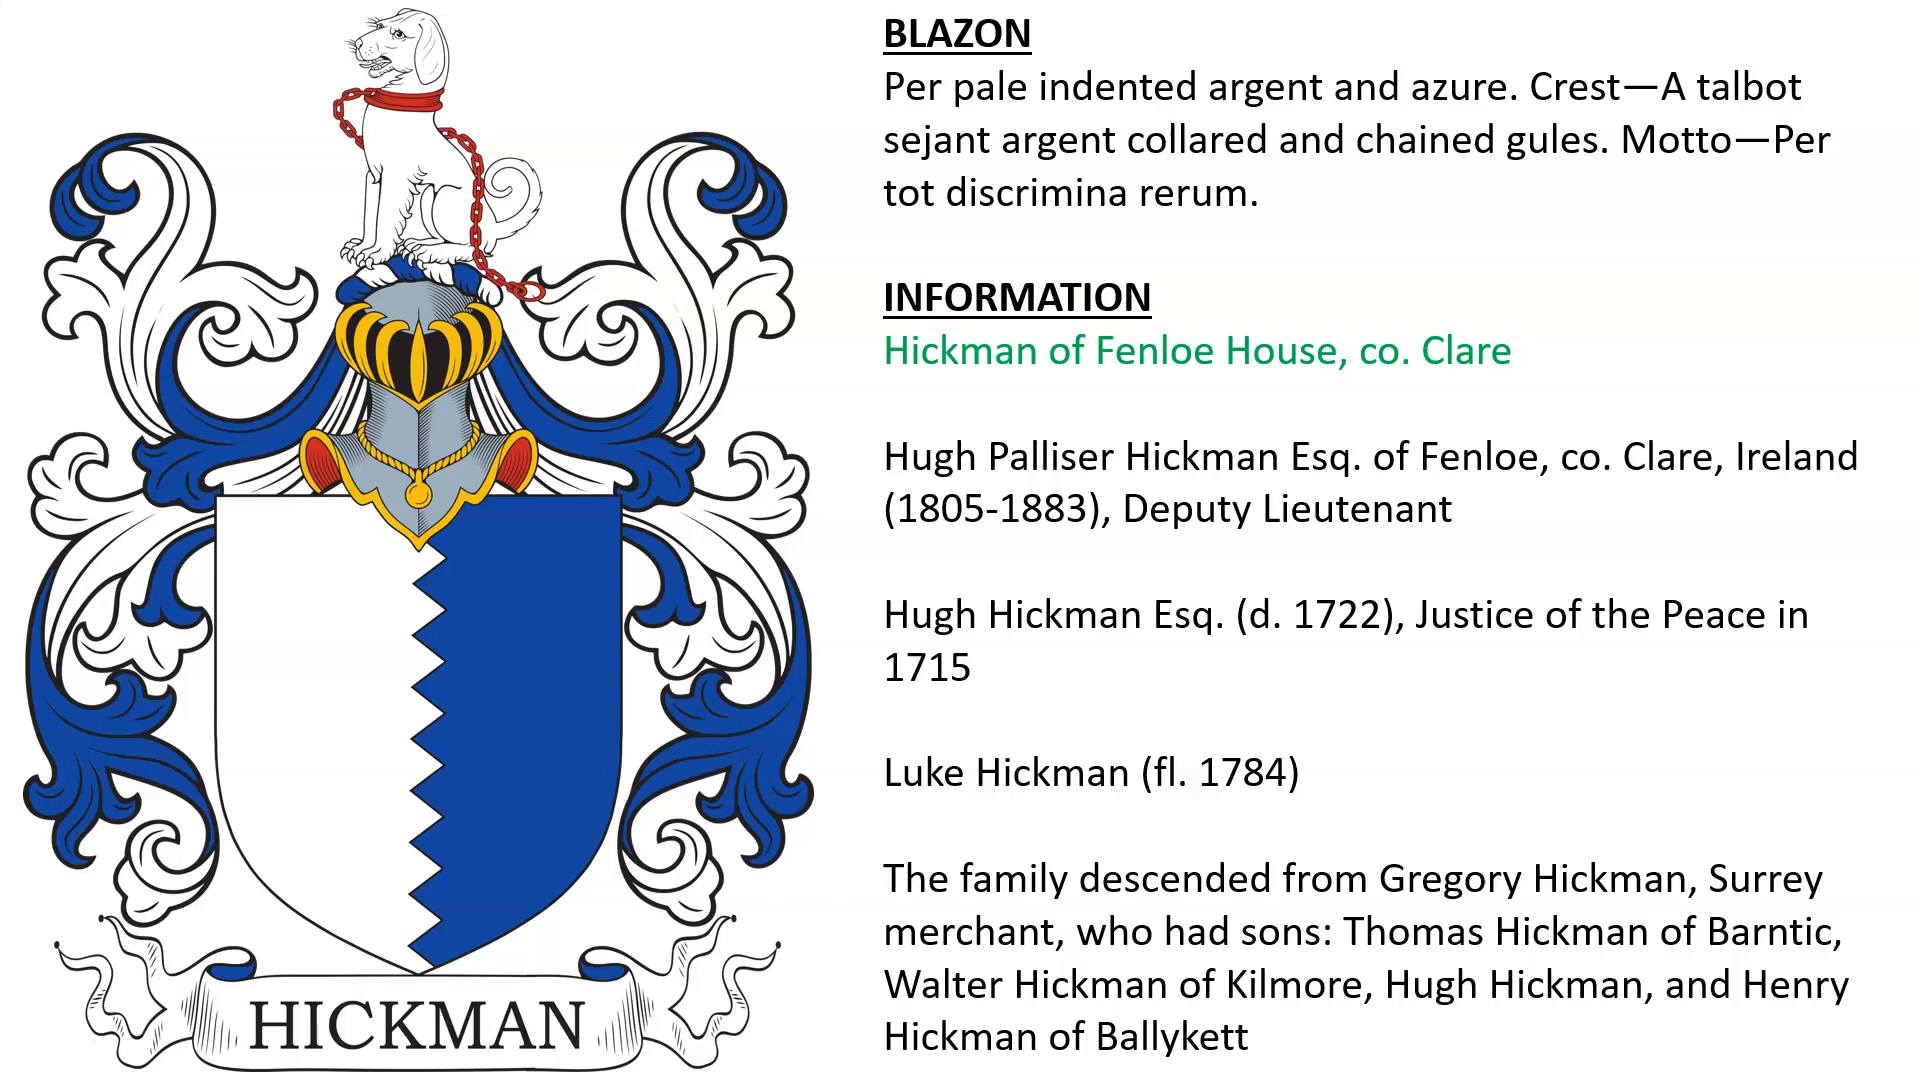 HICKMAN
BLAZON
Per pale indented argent and azure. Crest—A talbot
sejant argent collared and chained gules. Motto—Per
tot discrimina rerum.
INFORMATION
Hickman of Fenloe House, co. Clare
Hugh Palliser Hickman Esq. of Fenloe, co. Clare, Ireland
(1805-1883), Deputy Lieutenant
Hugh Hickman Esq. (d. 1722), Justice of the Peace in
1715
Luke Hickman (fl. 1784)
The family descended from Gregory Hickman, Surrey
merchant, who had sons: Thomas Hickman of Barntic,
Walter Hickman of Kilmore, Hugh Hickman, and Henry
Hickman of Ballykett